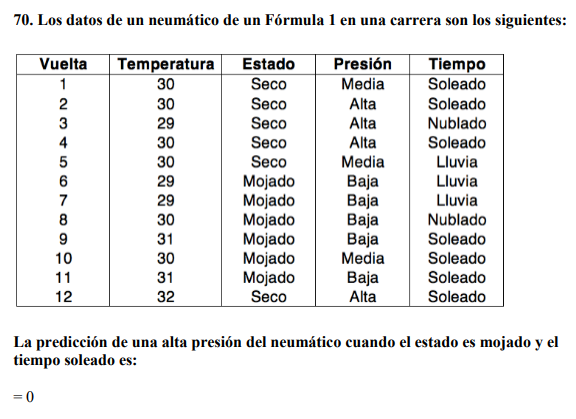 70. Los datos de un neumático de un Fórmula 1 en una carrera son los siguientes:
Vuelta Temperatura Estado Presión Tiempo
1 30 Seco Media Soleado
2 30 Seco Alta Soleado
3 29 Seco Alta Nublado
4 30 Seco Alta Soleado
5 30 Seco Media Lluvia
6 29 Mojado Baja Lluvia
7 29 Mojado Baja Lluvia
8 30 Mojado Baja Nublado
9 31 Mojado Baja Soleado
10 30 Mojado Media Soleado
11 31 Mojado Baja Soleado
12 32 Seco Alta Soleado
La predicción de una alta presión del neumático cuando el estado es mojado y el
tiempo soleado es:
= 0